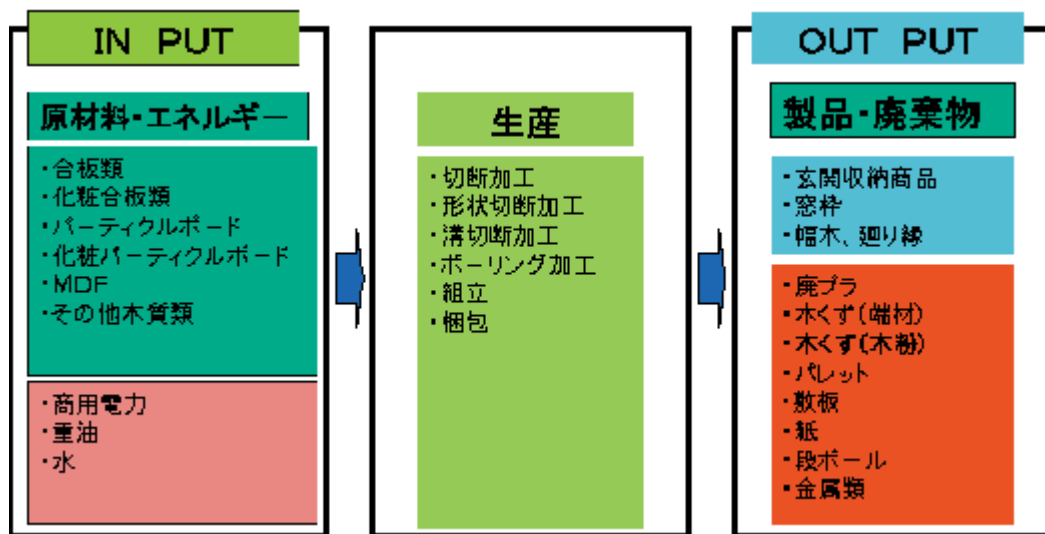 IN PUT
原材料・エネルギー
・合板類
・化粧合板類
・パーティクルボード
・化粧パーティクルボード
・MDF
・その他木質類
・商用電力
・重油
・水
生産
・切断加工
・形状切断加工
・溝切断加工
・ボーリング加工
・組立
・梱包
OUT PUT
製品・廃棄物
・玄関収納商品
・窓枠
・幅木、廻り縁
・廃プラ
・木くず(端材)
・木くず(木粉)
・パレット
・敷板
・紙
・段ボール
・金属類